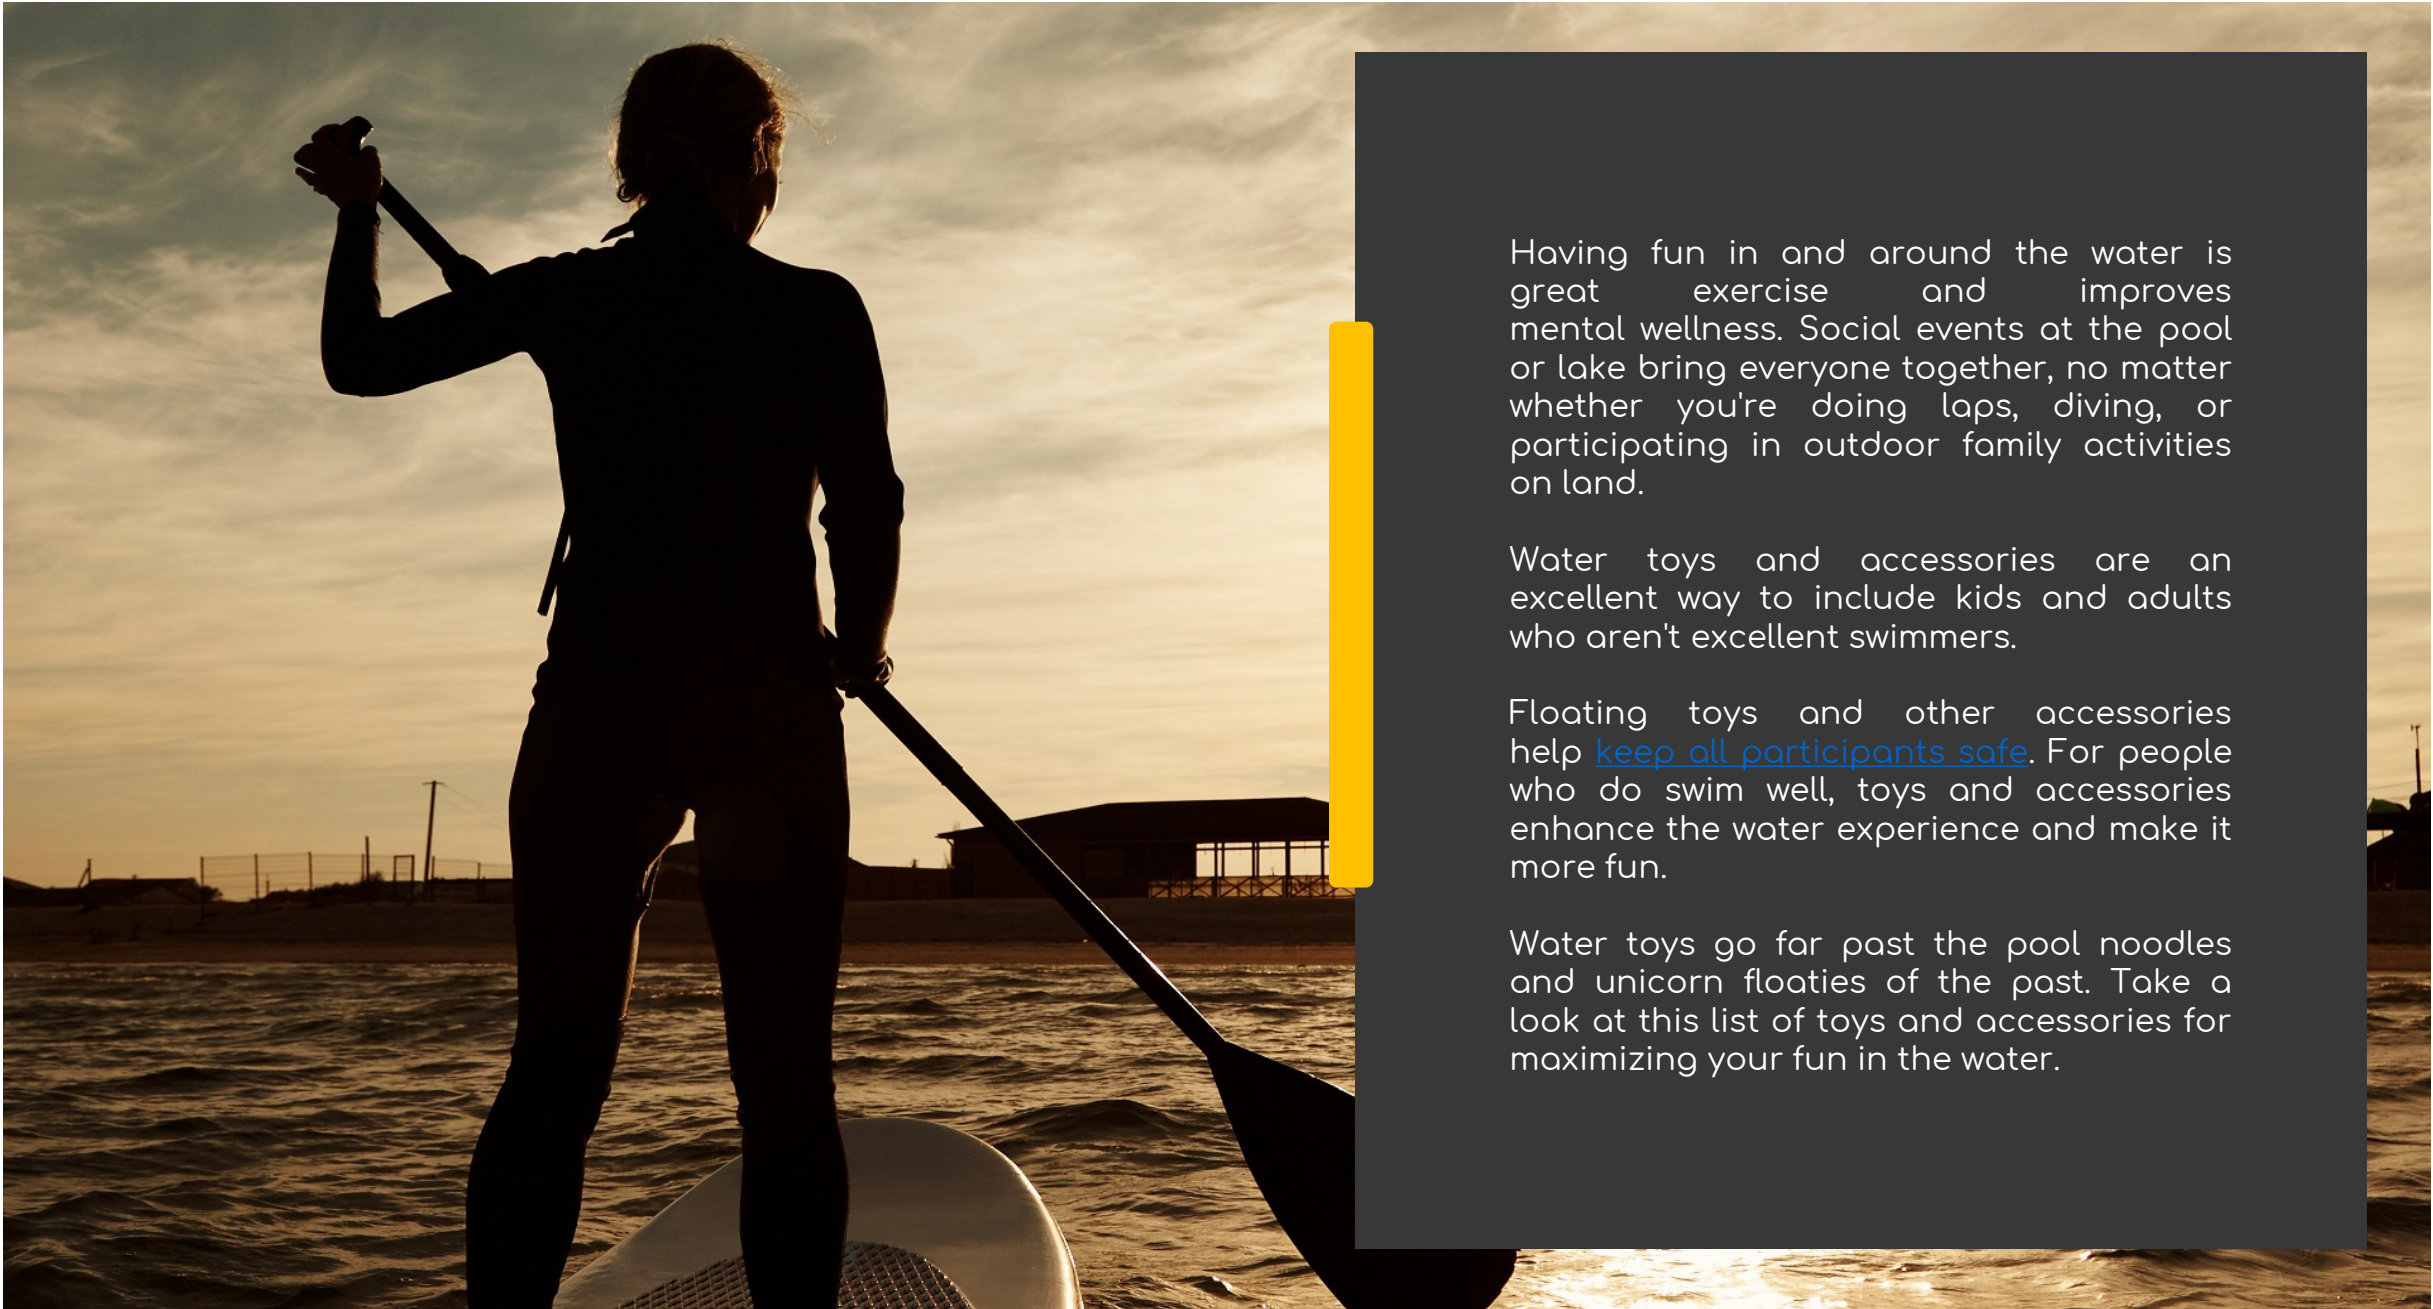 Having fun in and around the water is
great exercise and improves
mental wellness. Social events at the pool
or lake bring everyone together, no matter
whether you're doing laps, diving, or
participating in outdoor family activities
on land.
Water toys and accessories are an
excellent way to include kids and adults
who aren't excellent swimmers.
Floating toys and other accessories
help keep all participants safe. For people
who do swim well, toys and accessories
enhance the water experience and make it
more fun.
Water toys go far past the pool noodles
and unicorn floaties of the past. Take a
look at this list of toys and accessories for
maximizing your fun in the water.